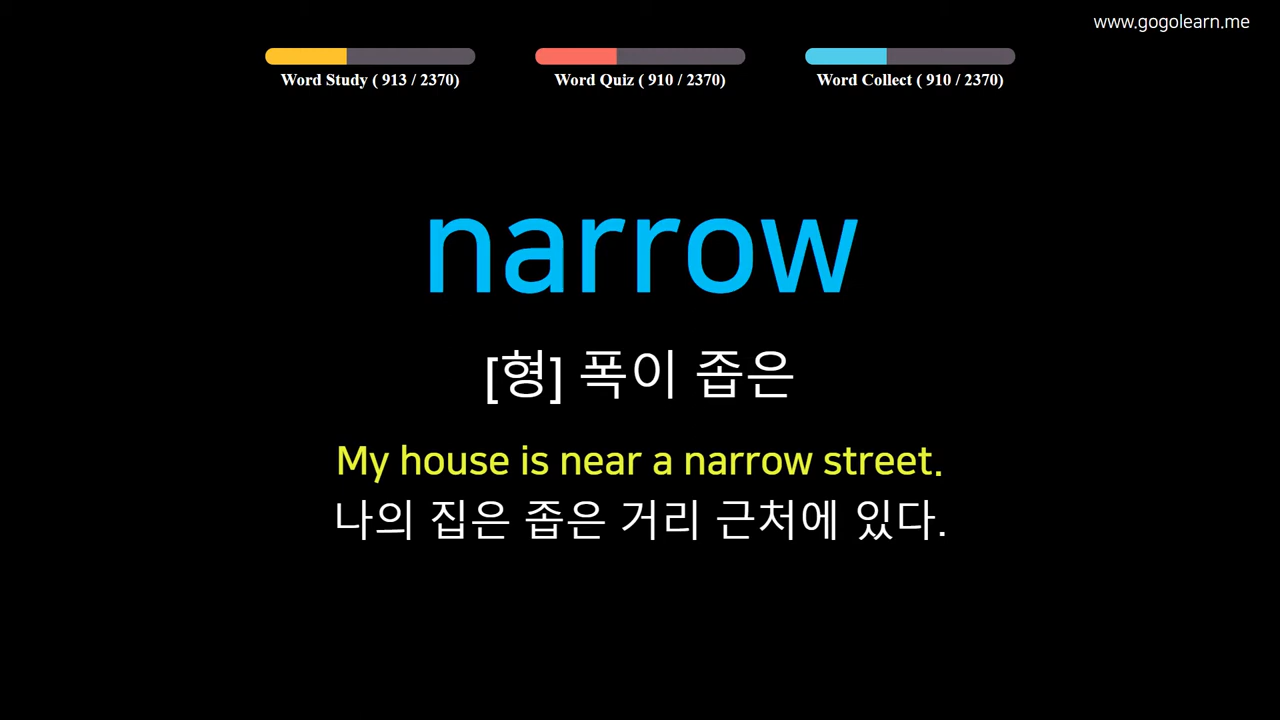 www.gogolearn.me
Word Study ( 913 / 2370)
Word Quiz ( 910 / 2370)
Word Collect ( 910 / 2370)
narrow
[형] 폭이 좁은
My house is near a narrow street.
나의 집은 좁은 거리 근처에 있다.